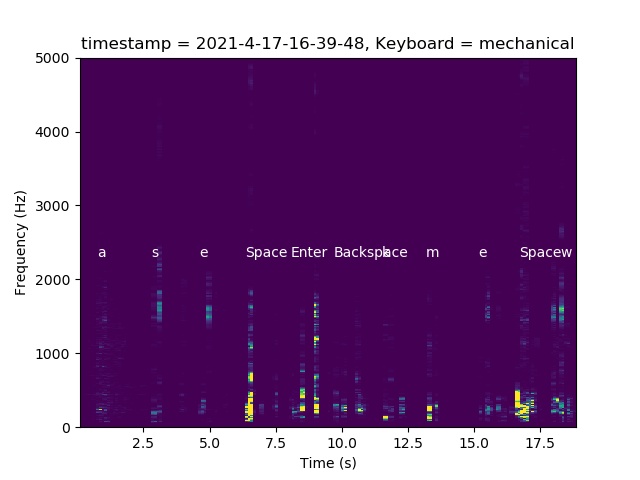 timestamp = 2021-4-17-16-39-48, Keyboard = mechanical
5000
4000
3000
2000
1000
0
Frequency (Hz)
a s e Space Enter Backspace k m e Space w
2.5 5.0 7.5 10.0 12.5 15.0 17.5
Time (s)